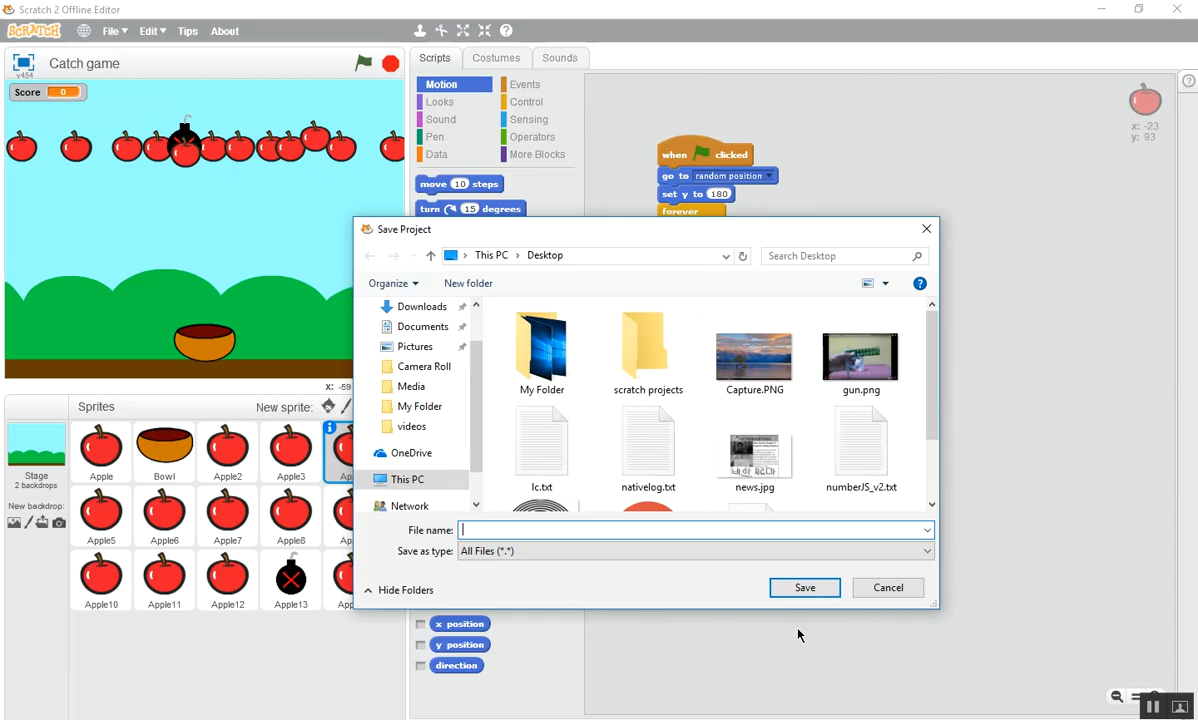 Scratch 2 Offline Editor
SCRATCH File Edit Tips About
v454 Catch game
Scripts Costumes Sounds
Score 0
Motion Events
Looks Control
Sound Sensing
Pen Operators
Data More Blocks
move 10 steps
turn 15 degrees
when clicked
go to random position
set y to 180
forever
x: -23
y: 93
Save Project
This PC Desktop
Search Desktop
Organize New folder
Downloads
Documents
Pictures
Camera Roll
Media
My Folder
videos
OneDrive
This PC
Network
My Folder scratch projects Capture.PNG gun.png
lc.txt nativelog.txt news.jpg numberJS_v2.txt
File name:
Save as type: All Files (*.*)
Hide Folders
Save Cancel
x: -59
Sprites New sprite:
Stage
2 backdrops
New backdrop:
Apple Bowl Apple2 Apple3 Ap
Apple5 Apple6 Apple7 Apple8 Ap
Apple10 Apple11 Apple12 Apple13 Ap
x position
y position
direction